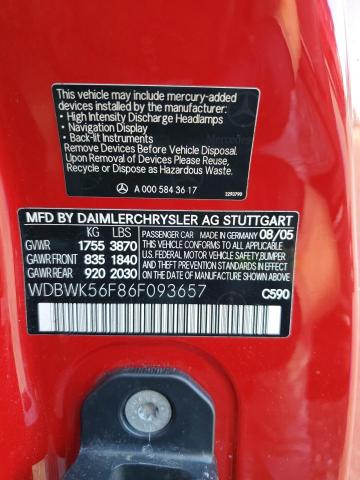 This vehicle may include mercury-added
devices installed by the manufacturer:
• High Intensity Discharge Headlamps
• Navigation Display
• Back-lit Instruments
Remove Devices Before Vehicle Disposal.
Upon Removal of Devices Please Reuse,
Recycle or Dispose as Hazardous Waste.
A 000 584 36 17
2293790
MFD BY DAIMLERCHRYSLER AG STUTTGART
KG LBS
GVWR 1755 3870
GAWR FRONT 835 1840
GAWR REAR 920 2030
PASSENGER CAR MADE IN GERMANY 08/05
THIS VEHICLE CONFORMS TO ALL APPLICABLE
U.S. FEDERAL MOTOR VEHICLE SAFETY, BUMPER
AND THEFT PREVENTION STANDARDS IN EFFECT
ON THE DATE OF MANUFACTURE SHOWN ABOVE.
WDBWK56F86F093657
C590